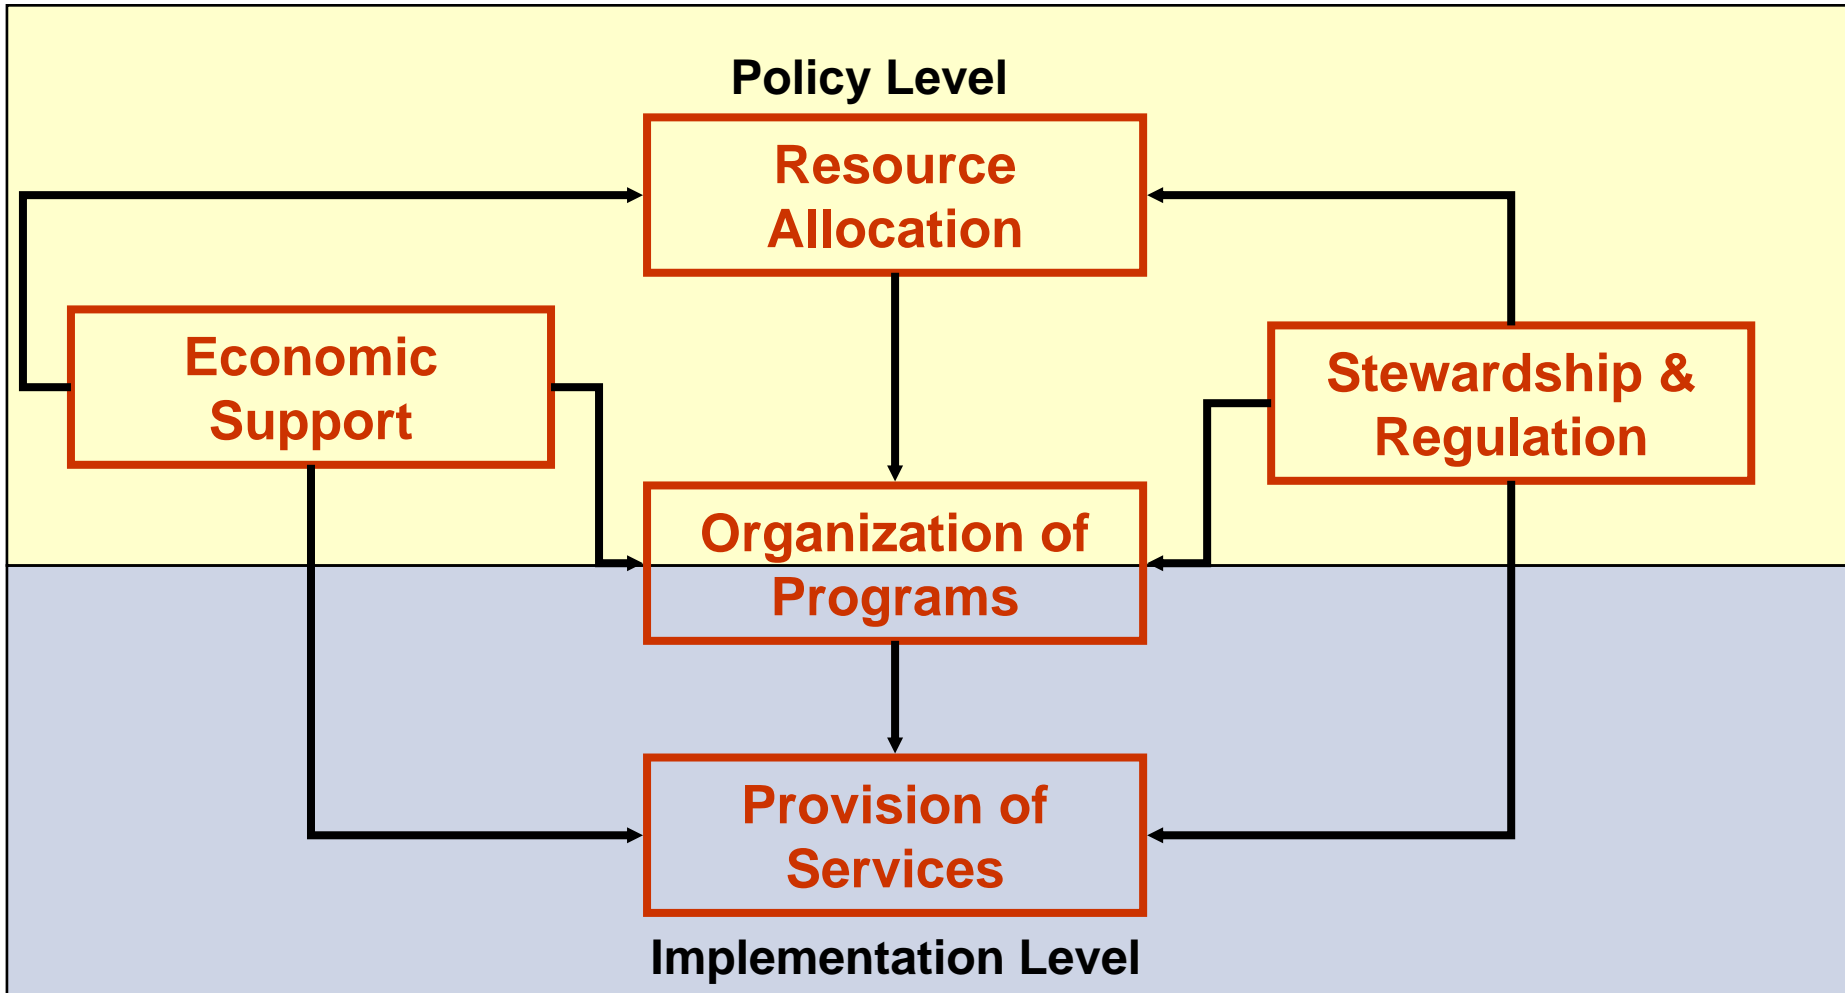 Policy Level
Resource
Allocation
Economic
Support
Stewardship &
Regulation
Organization of
Programs
Provision of
Services
Implementation Level